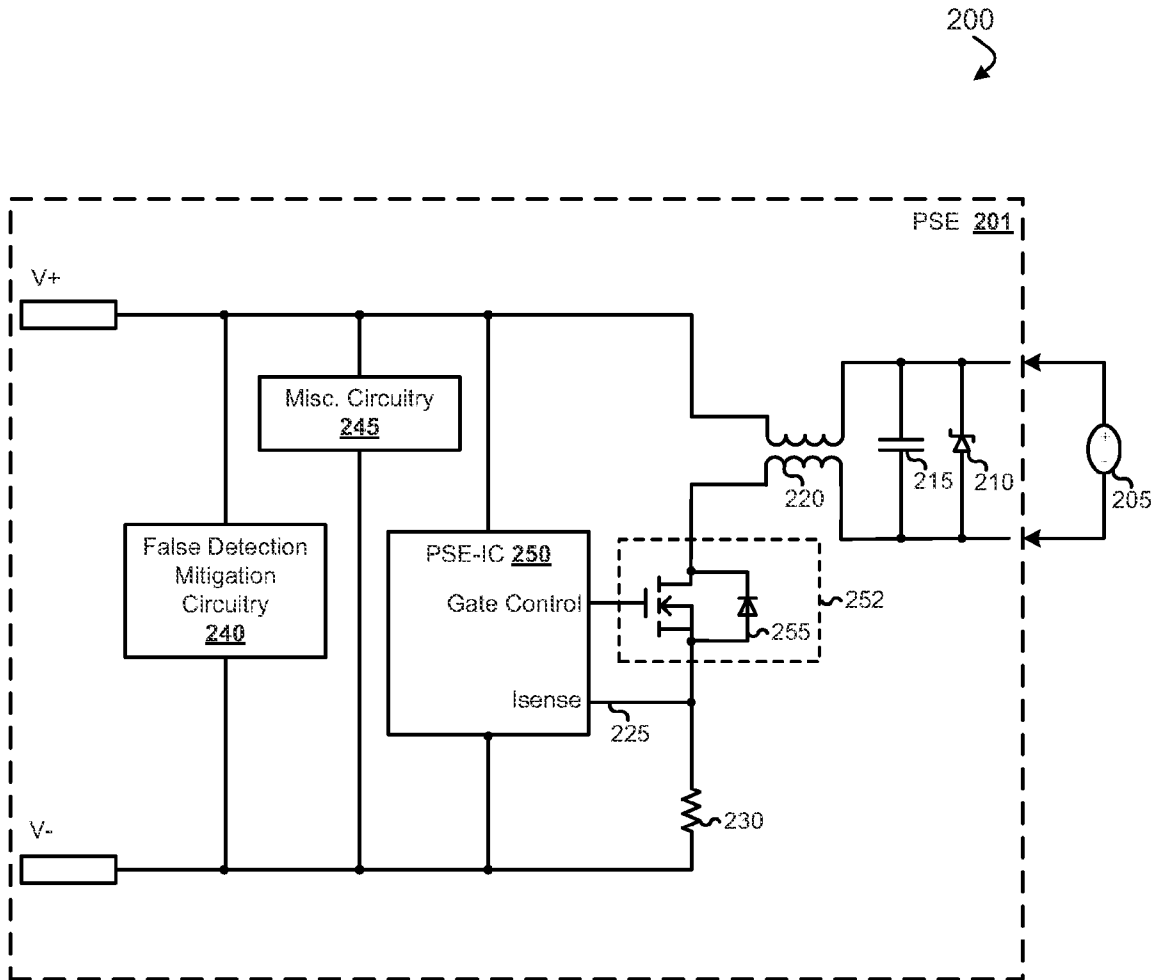 200
PSE 201
V+
Misc. Circuitry
245
False Detection
Mitigation
Circuitry
240
PSE-IC 250
Gate Control
Isense
225
220
215
210
205
252
255
230
V-
+
-